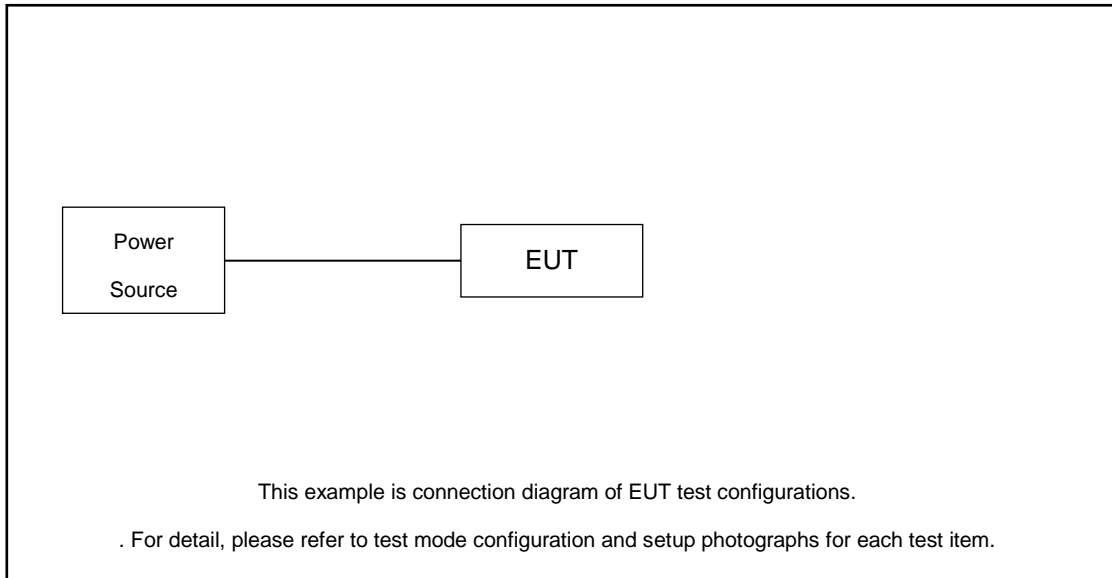 Power
Source
EUT
This example is connection diagram of EUT test configurations.
. For detail, please refer to test mode configuration and setup photographs for each test item.